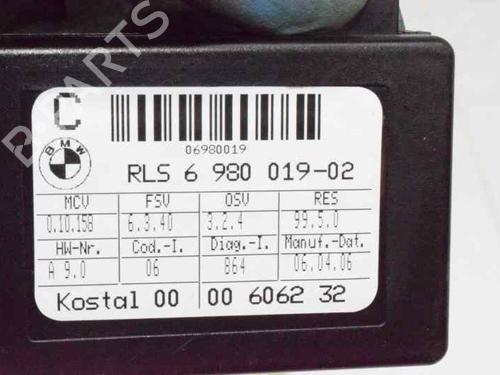 C
06980019
BMW
RLS 6 980 019-02
MCV FSV OSV RES
0.10.158 6.3.40 3.2.4 99.5.0
HW-Nr. Cod.-I. Diag.-I. Manuf.-Dat.
A 9.0 06 864 06.04.06
Kostal 00 00 606232
B PARTS